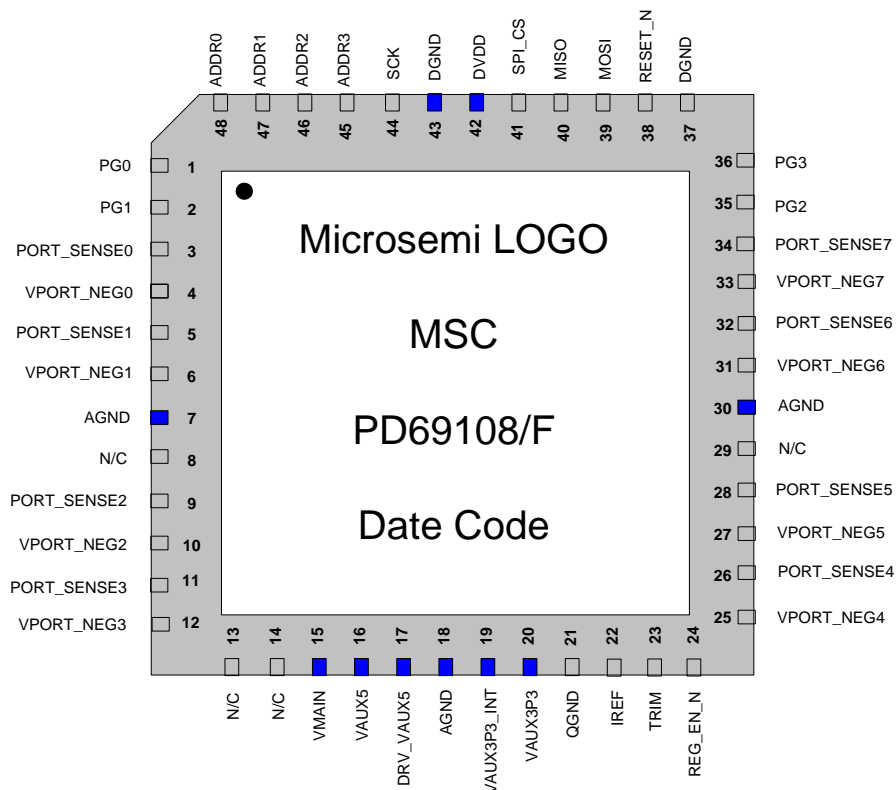 ADDR0
ADDR1
ADDR2
ADDR3
SCK
DGND
DVDD
SPI_CS
MISO
MOSI
RESET_N
DGND
48
47
46
45
44
43
42
41
40
39
38
37
PG0 1
PG1 2
PORT_SENSE0 3
VPORT_NEG0 4
PORT_SENSE1 5
VPORT_NEG1 6
AGND 7
N/C 8
PORT_SENSE2 9
VPORT_NEG2 10
PORT_SENSE3 11
VPORT_NEG3 12
Microsemi LOGO
MSC
PD69108/F
Date Code
36 PG3
35 PG2
34 PORT_SENSE7
33 VPORT_NEG7
32 PORT_SENSE6
31 VPORT_NEG6
30 AGND
29 N/C
28 PORT_SENSE5
27 VPORT_NEG5
26 PORT_SENSE4
25 VPORT_NEG4
13
14
15
16
17
18
19
20
21
22
23
24
N/C
N/C
VMAIN
VAUX5
DRV_VAUX5
AGND
VAUX3P3_INT
VAUX3P3
QGND
IREF
TRIM
REG_EN_N